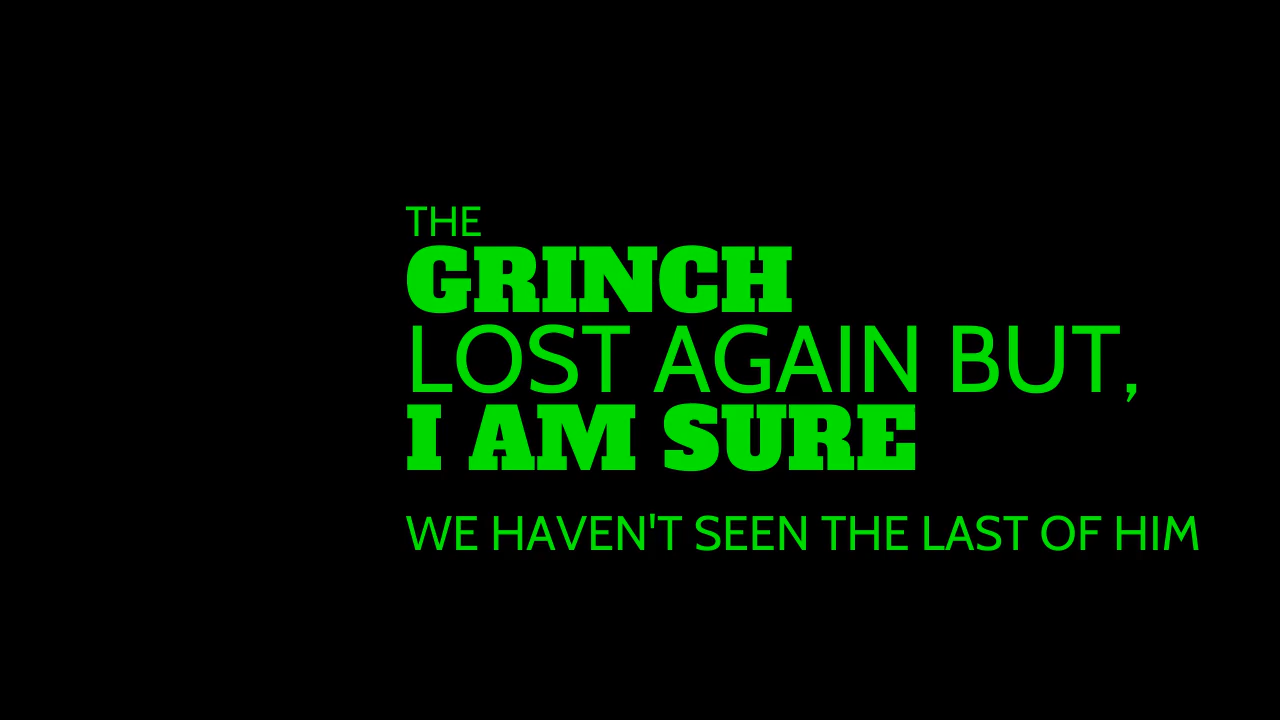 THE
GRINCH
LOST AGAIN BUT,
I AM SURE
WE HAVEN'T SEEN THE LAST OF HIM